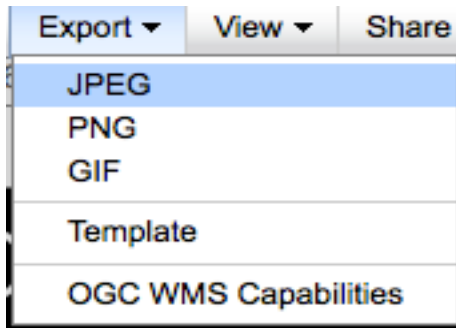 Export View Share
JPEG
PNG
GIF
Template
OGC WMS Capabilities